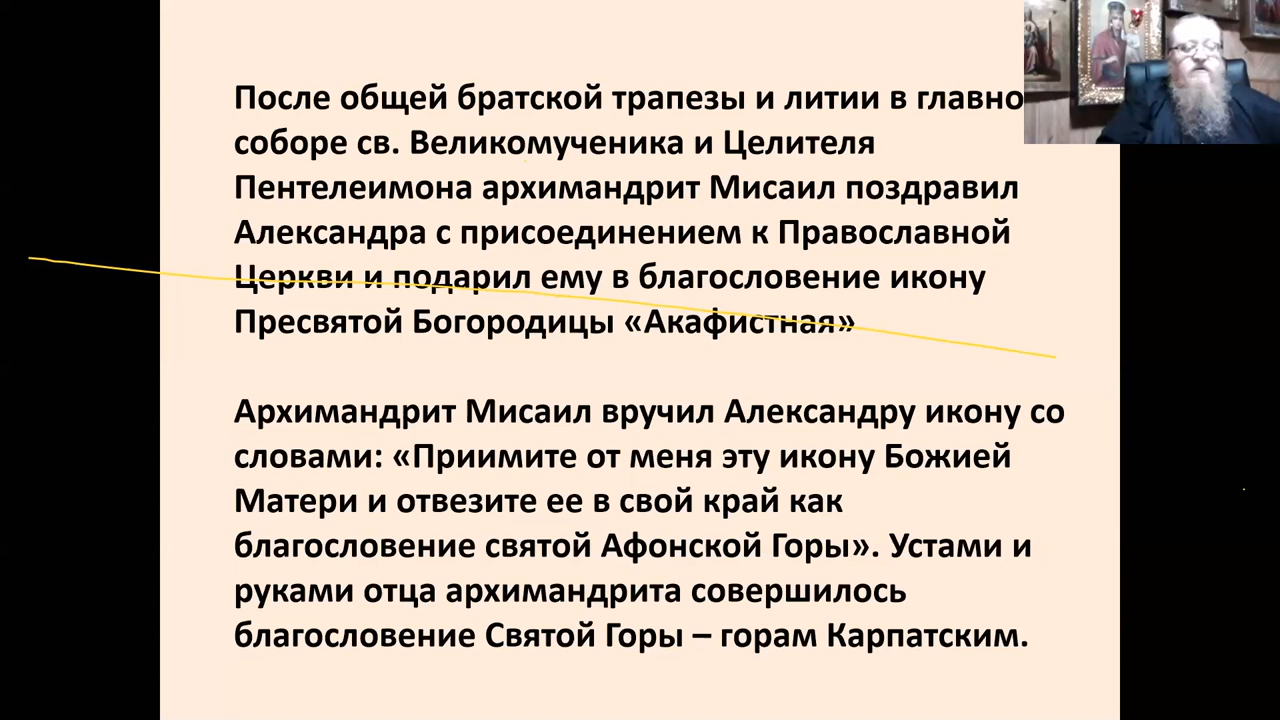 После общей братской трапезы и литии в главно
соборе св. Великомученика и Целителя
Пентелеимона архимандрит Мисаил поздравил
Александра с присоединением к Православной
Церкви и подарил ему в благословение икону
Пресвятой Богородицы «Акафистная»
Архимандрит Мисаил вручил Александру икону со
словами: «Приимите от меня эту икону Божией
Матери и отвезите ее в свой край как
благословение святой Афонской Горы». Устами и
руками отца архимандрита совершилось
благословение Святой Горы – горам Карпатским.